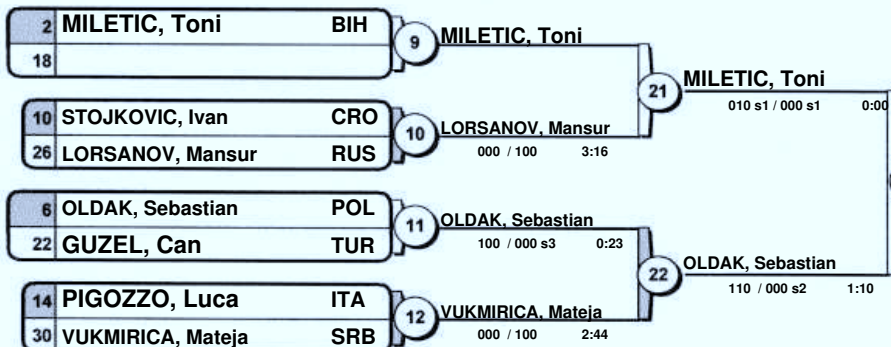 2 MILETIC, Toni BIH
18
9 MILETIC, Toni
10 STOJKOVIC, Ivan CRO
26 LORSANOV, Mansur RUS
10 LORSANOV, Mansur
000 / 100 3:16
21 MILETIC, Toni
010 s1 / 000 s1 0:00
6 OLDAK, Sebastian POL
22 GUZEL, Can TUR
11 OLDAK, Sebastian
100 / 000 s3 0:23
14 PIGOZZO, Luca ITA
30 VUKMIRICA, Mateja SRB
12 VUKMIRICA, Mateja
000 / 100 2:44
22 OLDAK, Sebastian
110 / 000 s2 1:10